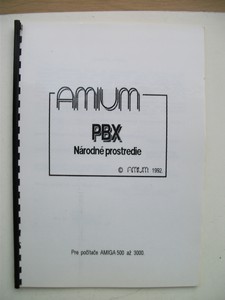 AMIUM
PBX
Národné prostredie
© AMIUM 1992
Pre počítače AMIGA 500 až 3000.